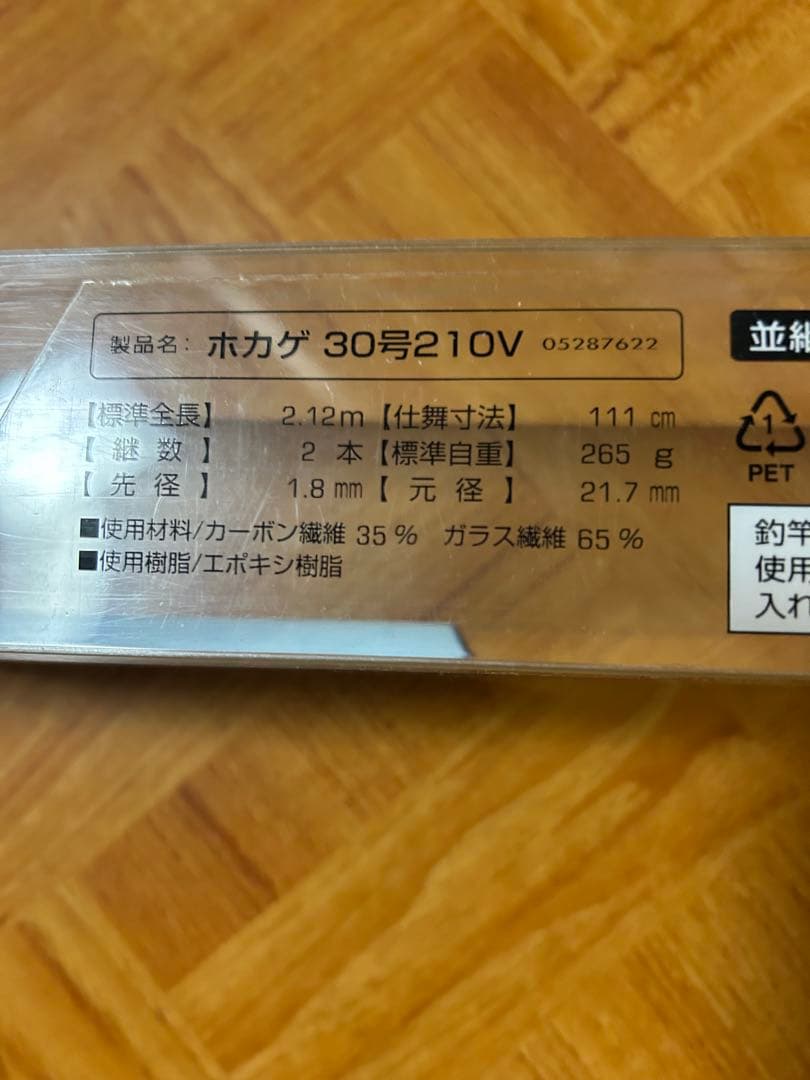 製品名: ホカゲ 30号210V 05287622
【標準全長】 2.12m【仕舞寸法】 111 cm
【 継 数 】 2 本【標準自重】 265 g
【 先 径 】 1.8 mm【 元 径 】 21.7 mm
■使用材料/カーボン繊維 35% ガラス繊維 65%
■使用樹脂/エポキシ樹脂
並継
1
PET
釣竿
使用
入れ